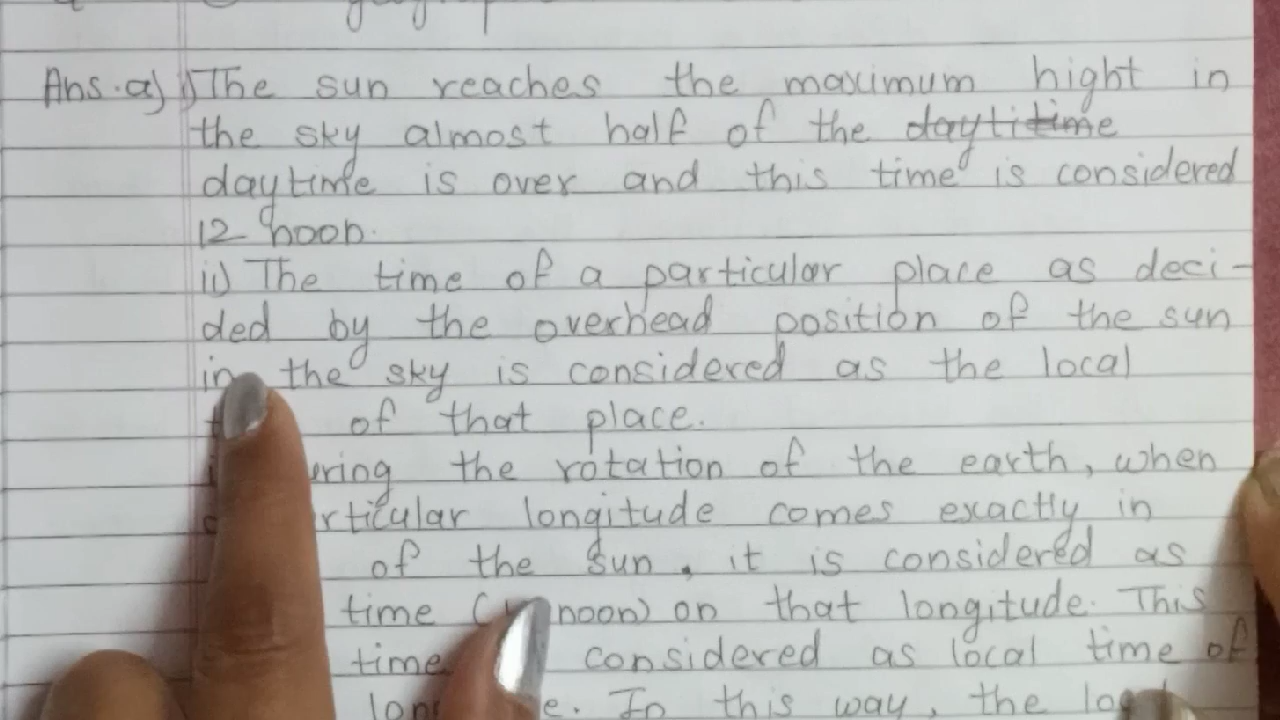 Ans.a) i) The sun reaches the maximum hight in
the sky almost half of the daytitime
daytime is over and this time is considered
12 noon.
ii) The time of a particular place as deci-
ded by the overhead position of the sun
in the sky is considered as the local
of that place.
the rotation of the earth, when
longitude comes exactly in
of the sun, it is considered as
time noon) on that longitude. This
time considered as local time of
In this way, the